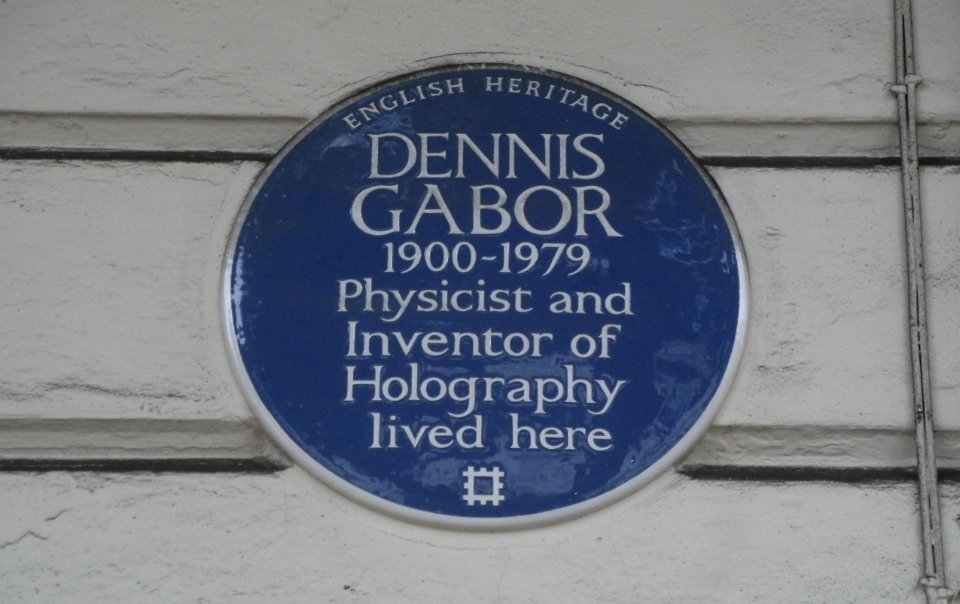 ENGLISH HERITAGE
DENNIS
GABOR
1900-1979
Physicist and
Inventor of
Holography
lived here